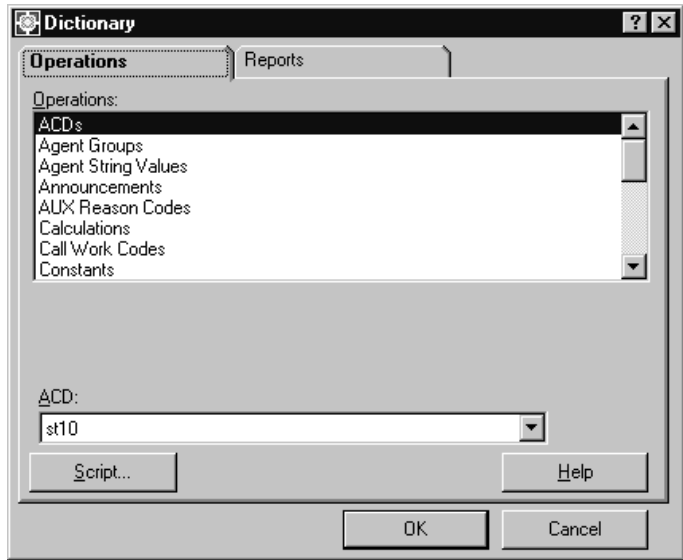 Dictionary
Operations
Reports
Operations:
ACDs
Agent Groups
Agent String Values
Announcements
AUX Reason Codes
Calculations
Call Work Codes
Constants
ACD:
st10
Script...
Help
OK
Cancel